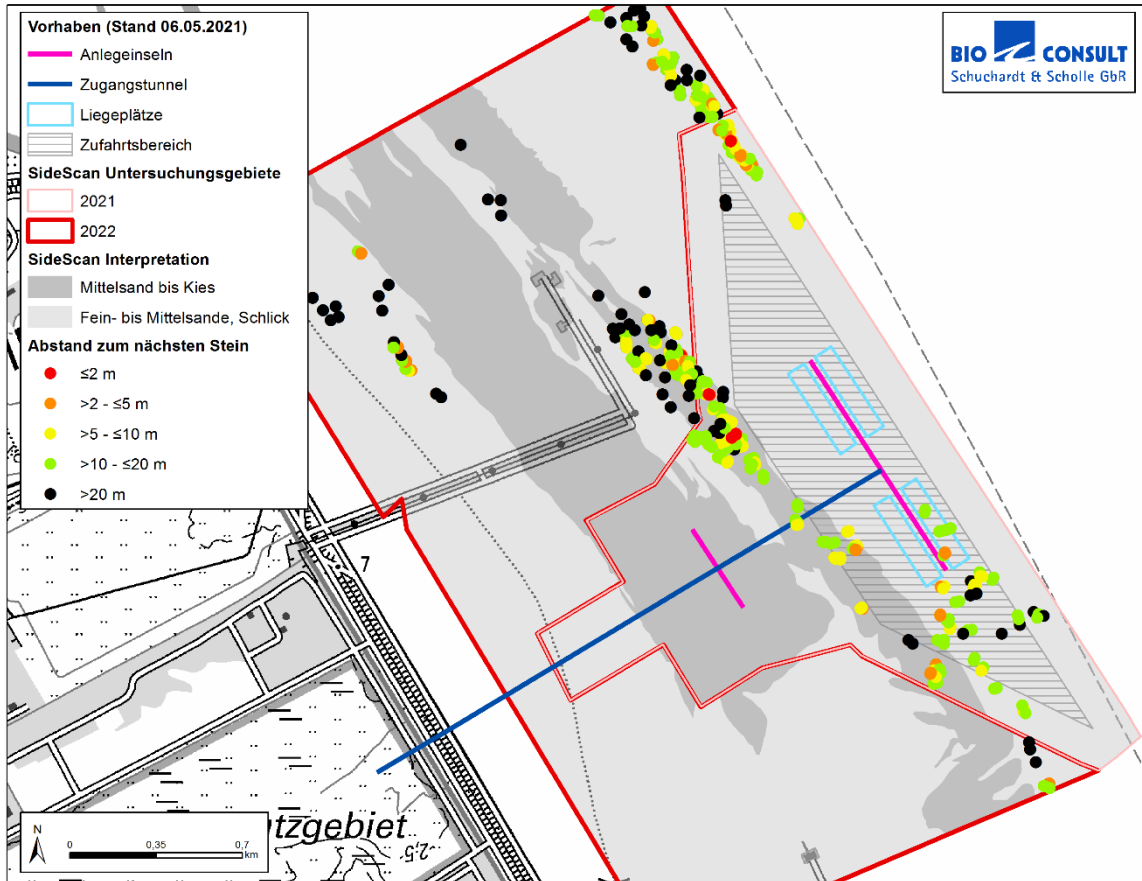 Vorhaben (Stand 06.05.2021)
Anlegeinseln
Zugangstunnel
Liegeplätze
Zufahrtsbereich
SideScan Untersuchungsgebiete
2021
2022
SideScan Interpretation
Mittelsand bis Kies
Fein- bis Mittelsande, Schlick
Abstand zum nächsten Stein
≤2 m
>2 - ≤5 m
>5 - ≤10 m
>10 - ≤20 m
>20 m
BIO CONSULT
Schuchardt & Scholle GbR
7
N
0 0,35 0,7
km
utzgebiet
-2,5